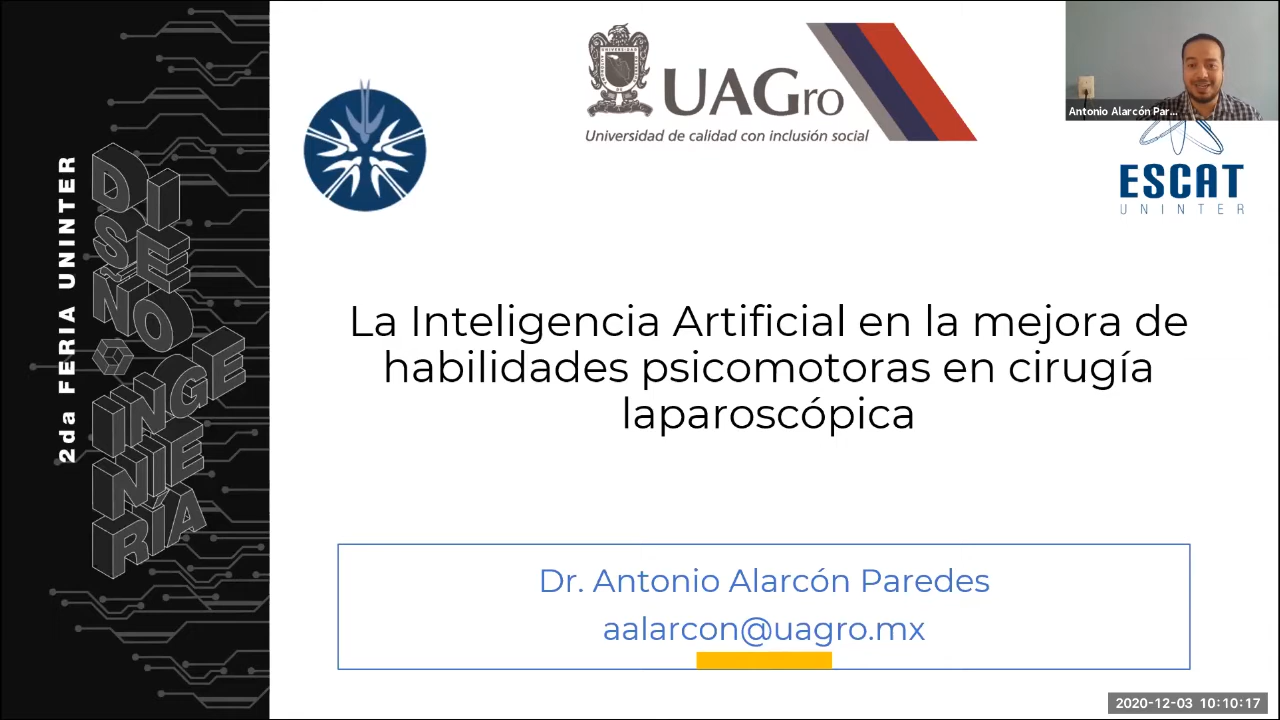 2da FERIA UNINTER
DISEÑO
INGENIERÍA
UAGro
Universidad de calidad con inclusión social
Antonio Alarcón Par...
ESCAT
UNINTER
La Inteligencia Artificial en la mejora de
habilidades psicomotoras en cirugía
laparoscópica
Dr. Antonio Alarcón Paredes
aalarcon@uagro.mx
2020-12-03 10:10:17